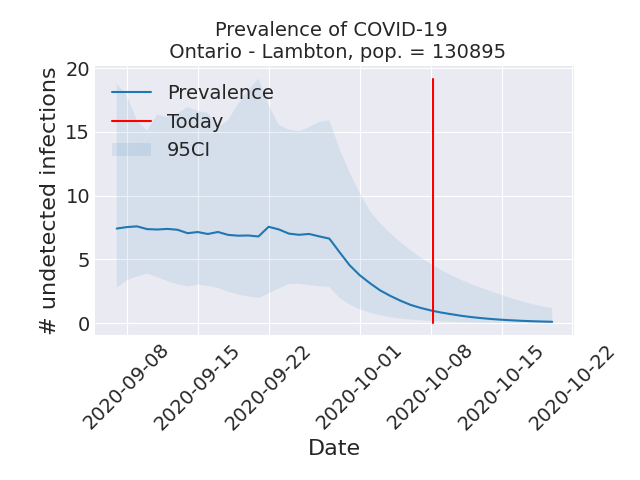 Prevalence of COVID-19
Ontario - Lambton, pop. = 130895
# undetected infections
20
15
10
5
0
Prevalence
Today
95CI
2020-09-08
2020-09-15
2020-09-22
2020-10-01
2020-10-08
2020-10-15
2020-10-22
Date